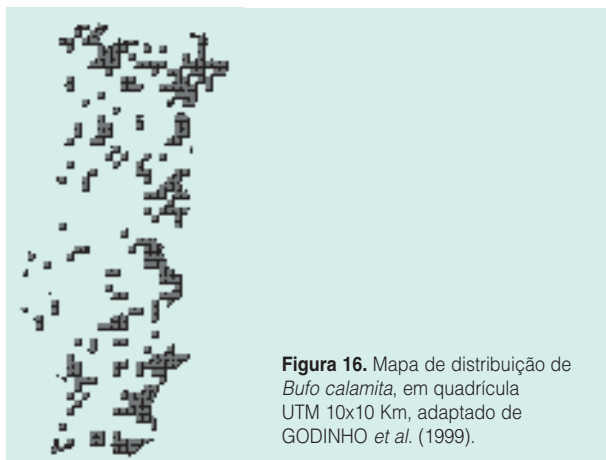 Figura 16. Mapa de distribuição de
Bufo calamita, em quadrícula
UTM 10x10 Km, adaptado de
GODINHO et al. (1999).